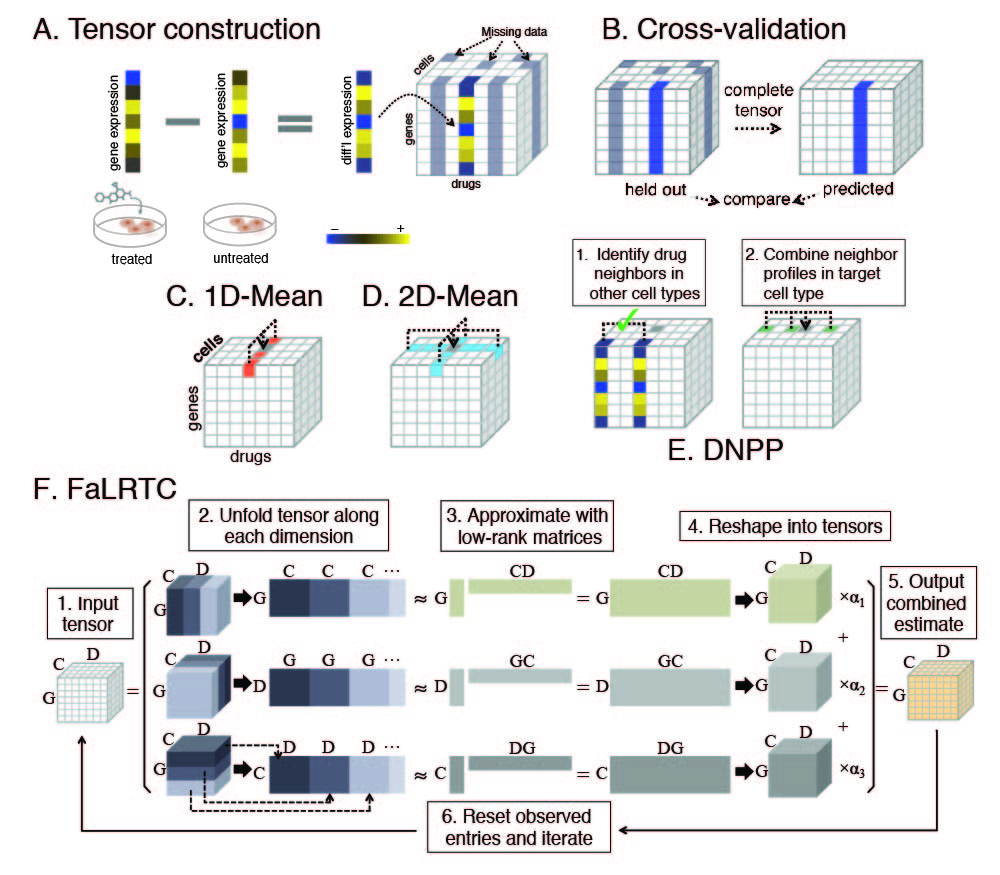 A. Tensor construction
gene expression
gene expression
diff'l expression
treated
untreated
− +
Missing data
cells
genes
drugs
B. Cross-validation
complete
tensor
held out
predicted
compare
C. 1D-Mean
cells
genes
drugs
D. 2D-Mean
1. Identify drug
neighbors in
other cell types
2. Combine neighbor
profiles in target
cell type
E. DNPP
F. FaLRTC
1. Input
tensor
C D
G
=
2. Unfold tensor along
each dimension
3. Approximate with
low-rank matrices
4. Reshape into tensors
5. Output
combined
estimate
C D
G
C C C ...
G
≈ G
CD
= G
CD
C D
G
×α1
+
C D
G
G G G ...
D
≈ D
GC
= D
GC
C D
G
×α2
+
C D
G
D D D ...
C
≈ C
DG
= C
DG
C D
G
×α3
=
C D
G
6. Reset observed
entries and iterate